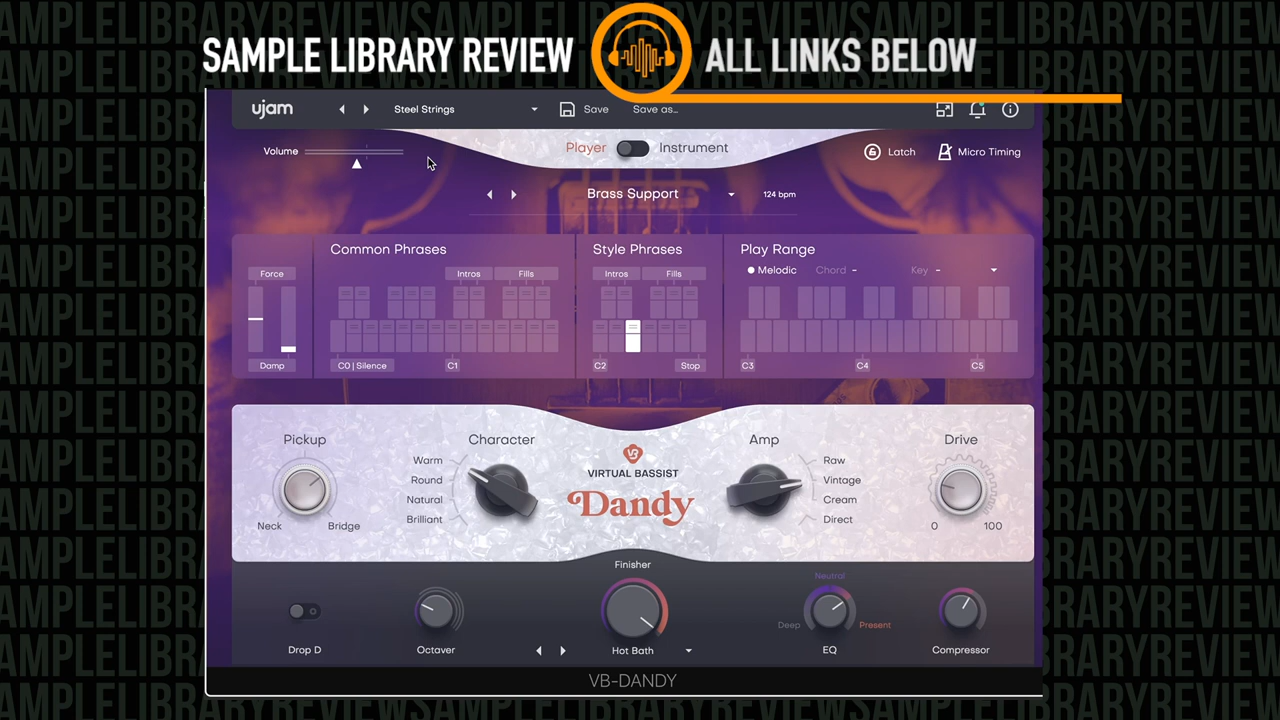 SAMPLE LIBRARY REVIEW ALL LINKS BELOW
ujam Steel Strings Save Save as...
Volume Player Instrument Latch Micro Timing
Brass Support 124 bpm
Common Phrases Style Phrases Play Range
Melodic Chord - Key -
Force Intros Fills Intros Fills
Damp C0 | Silence C1 C2 Stop C3 C4 C5
Pickup Character Amp Drive
Warm Raw
Round Vintage
Natural Cream
Brilliant Direct
VB
VIRTUAL BASSIST
Dandy
Neck Bridge 0 100
Finisher
Neutral
Deep Present
Drop D Octaver Hot Bath EQ Compressor
VB-DANDY